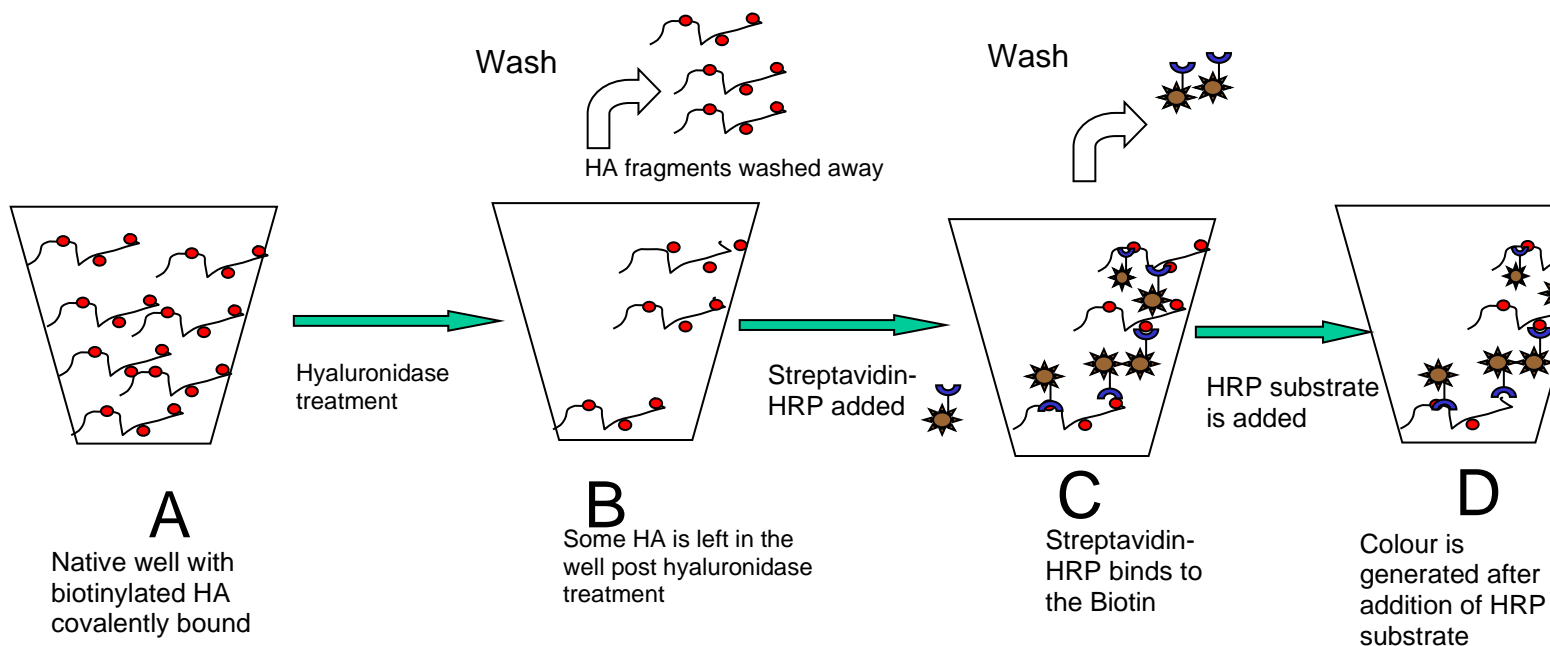 Wash
HA fragments washed away
Wash
Hyaluronidase
treatment
Streptavidin-
HRP added
HRP substrate
is added
A
Native well with
biotinylated HA
covalently bound
B
Some HA is left in the
well post hyaluronidase
treatment
C
Streptavidin-
HRP binds to
the Biotin
D
Colour is
generated after
addition of HRP
substrate